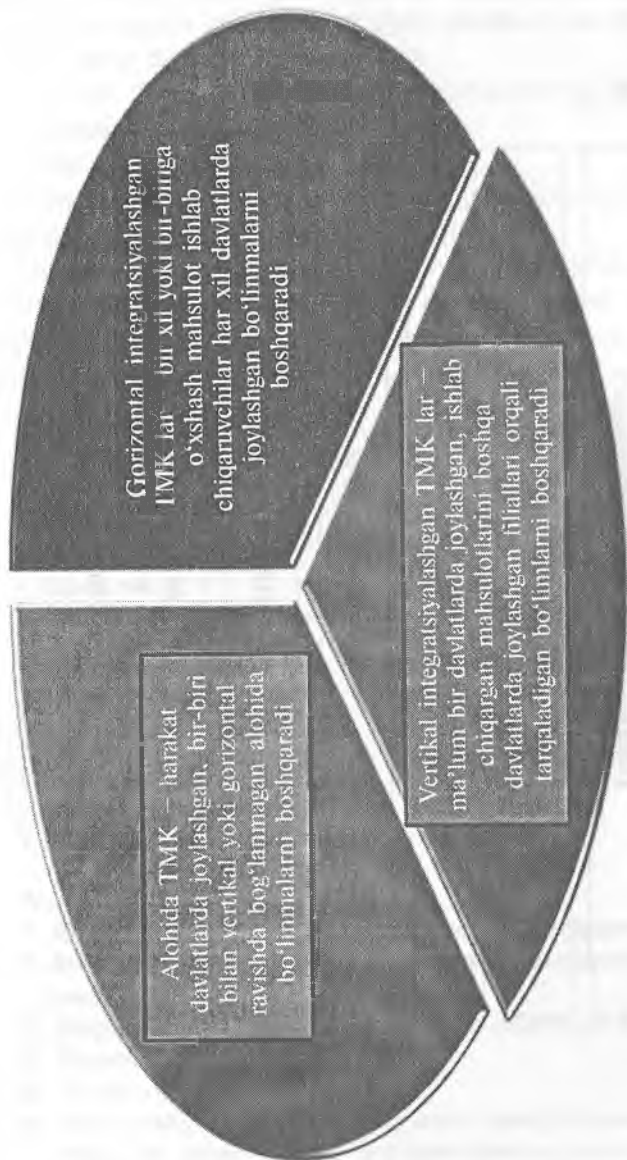 Gorizontal integratsiyalashgan
TMK lar – bir xil yoki bir-biriga
o‘xshash mahsulot ishlab
chiqaruvchilar har xil davlatlarda
joylashgan bo‘linmalarni
boshqaradi
Alohida TMK – harakat
davlatlarda joylashgan, bir-biri
bilan vertikal yoki gorizontal
ravishda bog‘lanmagan alohida
bo‘linmalarni boshqaradi
Vertikal integratsiyalashgan TMK lar –
ma’lum bir davlatlarda joylashgan, ishlab
chiqargan mahsulotlarini boshqa
davlatlarda joylashgan filiallari orqali
tarqaladigan bo‘limlarni boshqaradi